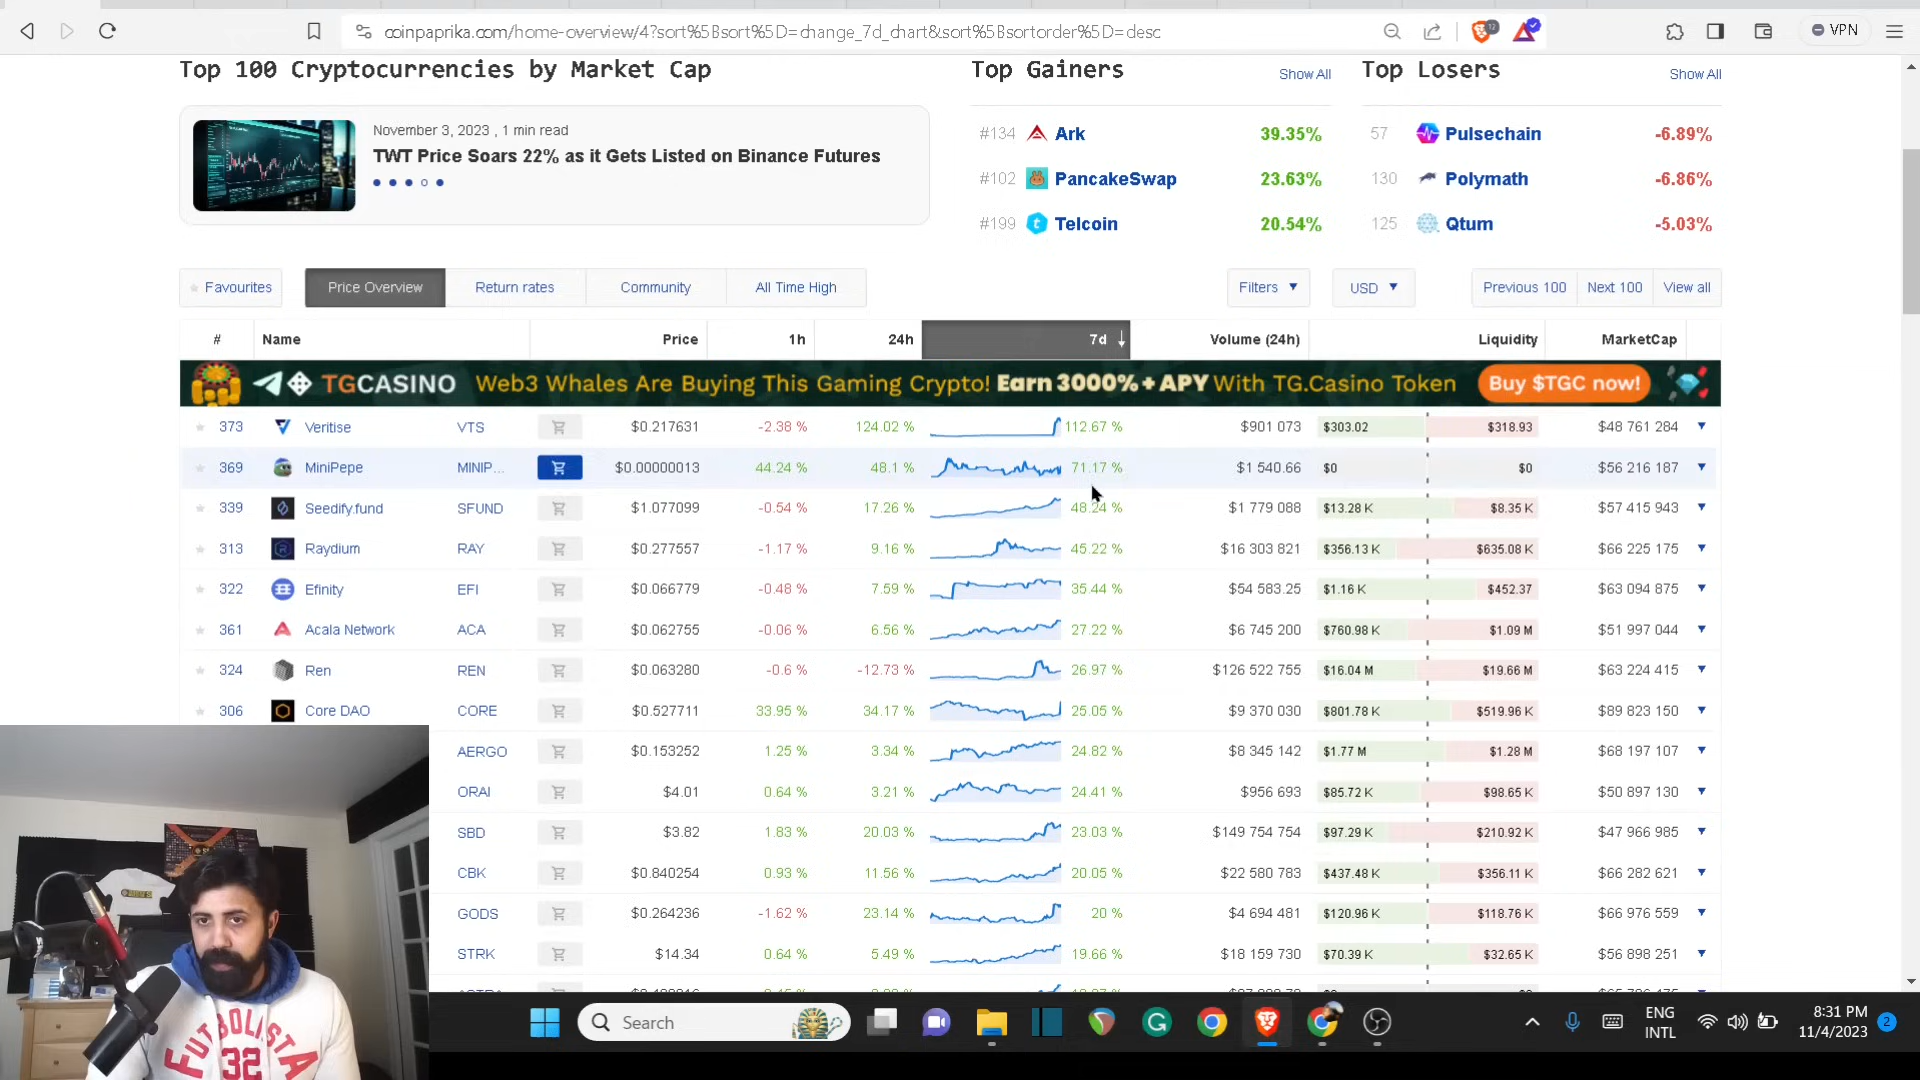 coinpaprika.com/home-overview/4?sort%5Bsort%5D=change_7d_chart&sort%5Bsortorder%5D=desc
12
VPN
Top 100 Cryptocurrencies by Market Cap
Top Gainers
Show All
Top Losers
Show All
November 3, 2023 , 1 min read
TWT Price Soars 22% as it Gets Listed on Binance Futures
#134 Ark 39.35%
57 Pulsechain -6.89%
#102 PancakeSwap 23.63%
130 Polymath -6.86%
#199 Telcoin 20.54%
125 Qtum -5.03%
Favourites Price Overview Return rates Community All Time High Filters USD Previous 100 Next 100 View all
# Name Price 1h 24h 7d Volume (24h) Liquidity MarketCap
TGCASINO Web3 Whales Are Buying This Gaming Crypto! Earn 3000%+ APY With TG.Casino Token Buy $TGC now!
373 Veritise VTS $0.217631 -2.38 % 124.02 % 112.67 % $901 073 $303.02 $318.93 $48 761 284
369 MiniPepe MINIP... $0.00000013 44.24 % 48.1 % 71.17 % $1 540.66 $0 $0 $56 216 187
339 Seedify.fund SFUND $1.077099 -0.54 % 17.26 % 48.24 % $1 779 088 $13.28 K $8.35 K $57 415 943
313 Raydium RAY $0.277557 -1.17 % 9.16 % 45.22 % $16 303 821 $356.13 K $635.08 K $66 225 175
322 Efinity EFI $0.066779 -0.48 % 7.59 % 35.44 % $54 583.25 $1.16 K $452.37 $63 094 875
361 Acala Network ACA $0.062755 -0.06 % 6.56 % 27.22 % $6 745 200 $760.98 K $1.09 M $51 997 044
324 Ren REN $0.063280 -0.6 % -12.73 % 26.97 % $126 522 755 $16.04 M $19.66 M $63 224 415
306 Core DAO CORE $0.527711 33.95 % 34.17 % 25.05 % $9 370 030 $801.78 K $519.96 K $89 823 150
AERGO $0.153252 1.25 % 3.34 % 24.82 % $8 345 142 $1.77 M $1.28 M $68 197 107
ORAI $4.01 0.64 % 3.21 % 24.41 % $956 693 $85.72 K $98.65 K $50 897 130
SBD $3.82 1.83 % 20.03 % 23.03 % $149 754 754 $97.29 K $210.92 K $47 966 985
CBK $0.840254 0.93 % 11.56 % 20.05 % $22 580 783 $437.48 K $356.11 K $66 282 621
GODS $0.264236 -1.62 % 23.14 % 20 % $4 694 481 $120.96 K $118.76 K $66 976 559
STRK $14.34 0.64 % 5.49 % 19.66 % $18 159 730 $70.39 K $32.65 K $56 898 251
FUTBOLISTA
32
Search
ENG
INTL
8:31 PM
11/4/2023
2